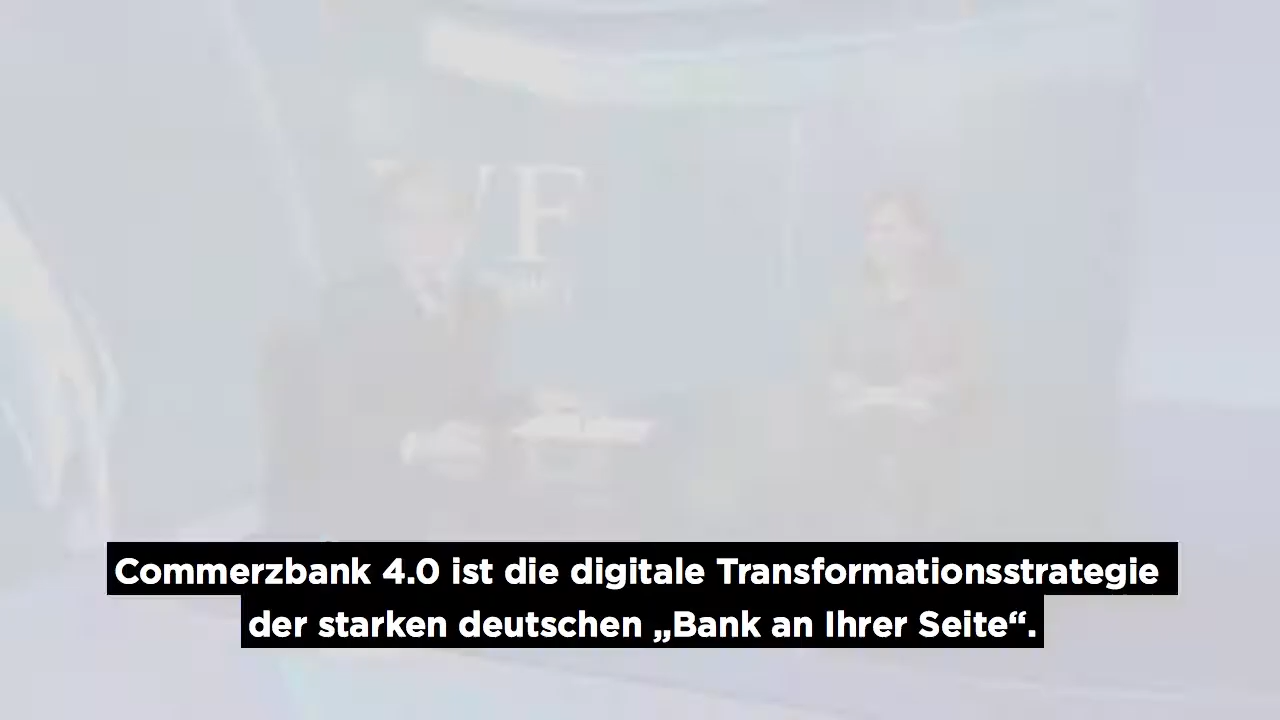 F
Commerzbank 4.0 ist die digitale Transformationsstrategie
der starken deutschen „Bank an Ihrer Seite“.